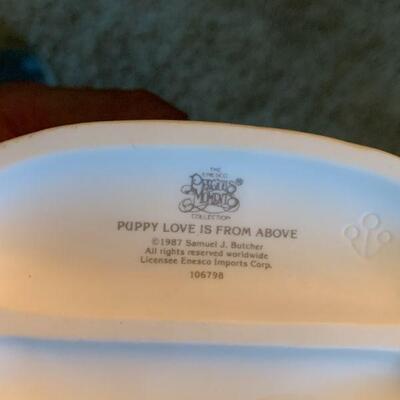 THE
ENESCO
PRECIOUS
MOMENTS®
COLLECTION
PUPPY LOVE IS FROM ABOVE
©1987 Samuel J. Butcher
All rights reserved worldwide
Licensee Enesco Imports Corp.
106798